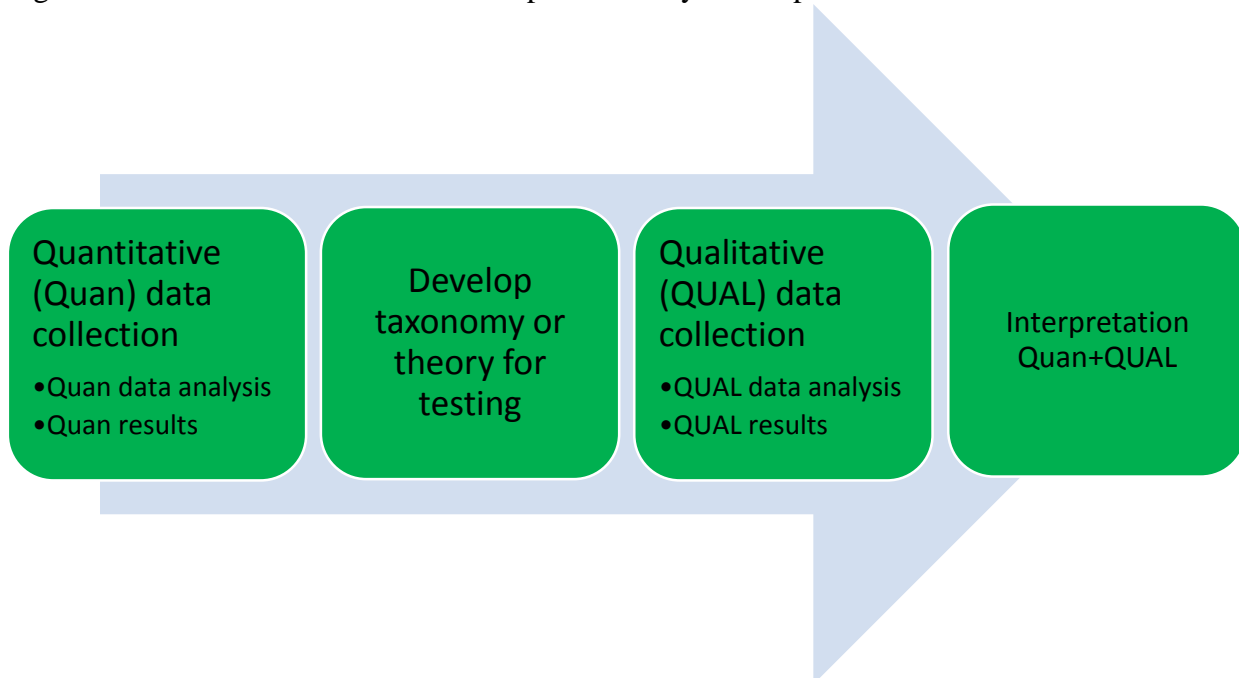 Quantitative
(Quan) data
collection
•Quan data analysis
•Quan results
Develop
taxonomy or
theory for
testing
Qualitative
(QUAL) data
collection
•QUAL data analysis
•QUAL results
Interpretation
Quan+QUAL